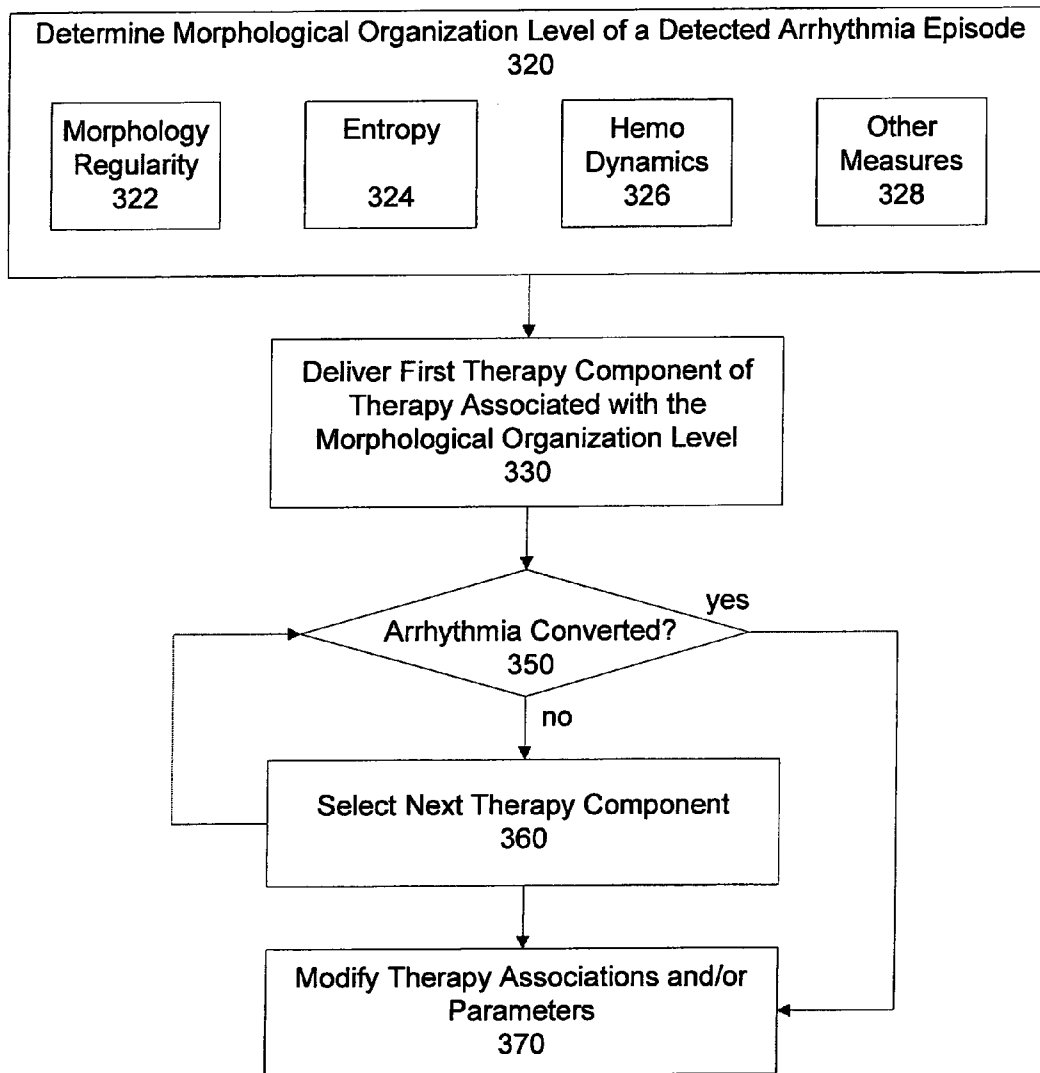 Determine Morphological Organization Level of a Detected Arrhythmia Episode
320
Morphology
Regularity
322
Entropy
324
Hemo
Dynamics
326
Other
Measures
328
Deliver First Therapy Component of
Therapy Associated with the
Morphological Organization Level
330
Arrhythmia Converted?
350
yes
no
Select Next Therapy Component
360
Modify Therapy Associations and/or
Parameters
370